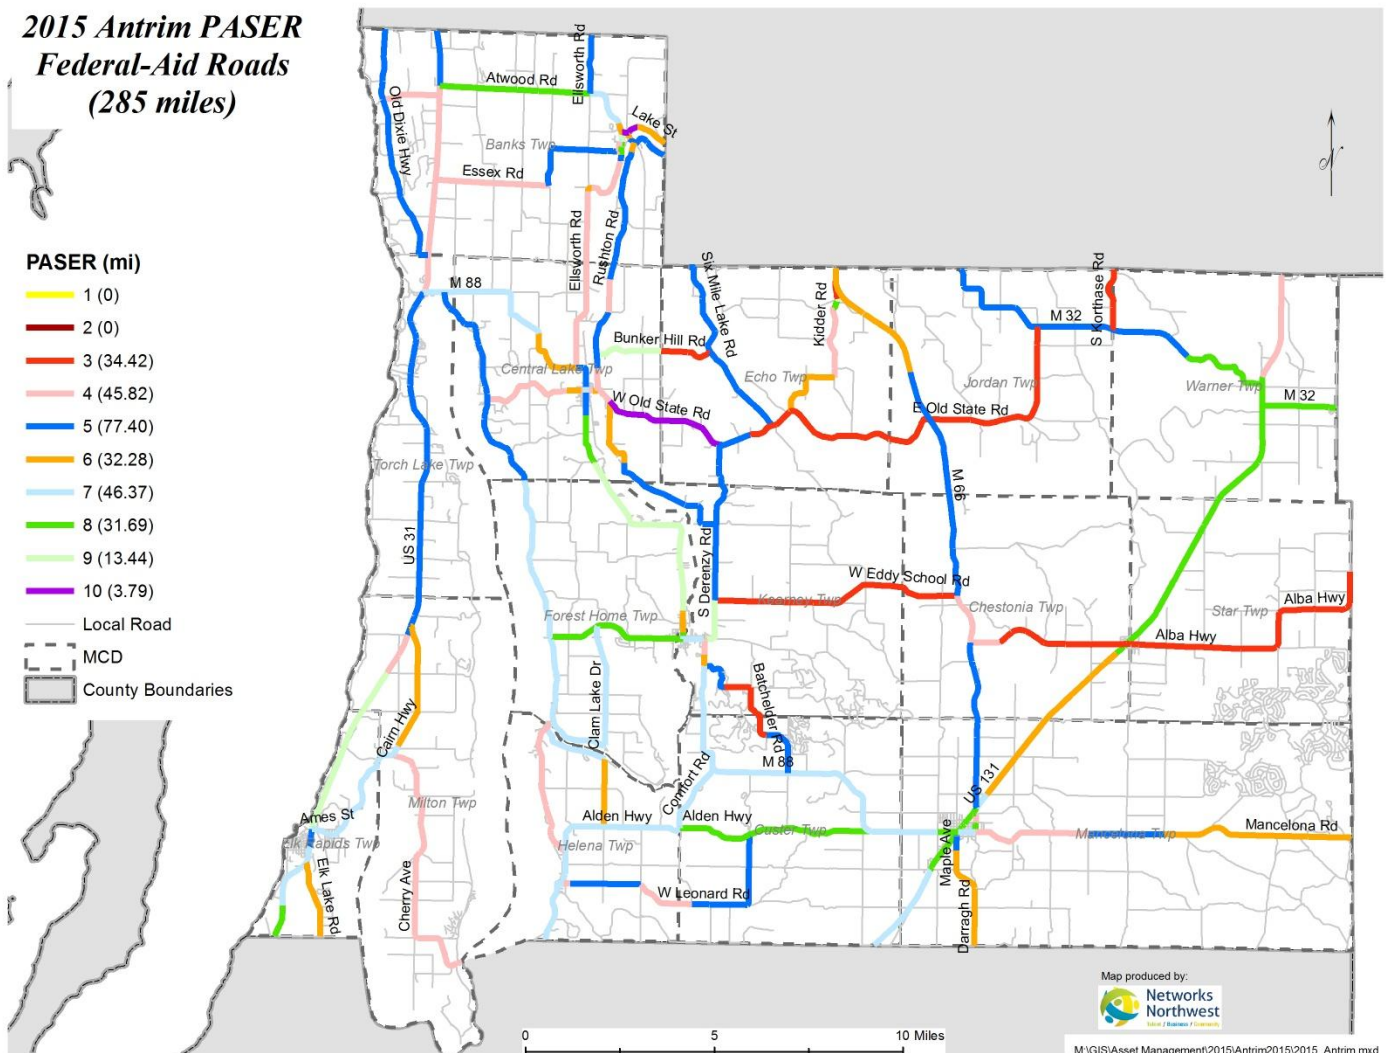 2015 Antrim PASER
Federal-Aid Roads
(285 miles)
PASER (mi)
1 (0)
2 (0)
3 (34.42)
4 (45.82)
5 (77.40)
6 (32.28)
7 (46.37)
8 (31.69)
9 (13.44)
10 (3.79)
Local Road
MCD
County Boundaries
Ellsworth Rd
Atwood Rd
Old Dixie Hwy
Lake St
Banks Twp
Essex Rd
Ellsworth Rd
Rushton Rd
M 88
Six Mile Lake Rd
Kidder Rd
S Korthase Rd
M 32
Bunker Hill Rd
Central Lake Twp
Echo Twp
Jordan Twp
Warner Twp
M 32
W Old State Rd
E Old State Rd
Torch Lake Twp
M 66
US 31
S Derenzy Rd
W Eddy School Rd
Kearney Twp
Chestonia Twp
Star Twp
Alba Hwy
Alba Hwy
Forest Home Twp
Clam Lake Dr
Batchelder Rd
Cairn Hwy
M 88
Comfort Rd
US 131
Milton Twp
Ames St
Alden Hwy
Alden Hwy
Custer Twp
Mancelona Twp
Mancelona Rd
Elk Rapids Twp
Helena Twp
Maple Ave
Elk Lake Rd
Cherry Ave
W Leonard Rd
Darragh Rd
N
Map produced by:
Networks
Northwest
0 5 10 Miles
M:\GIS\Asset Management\2015\Antrim2015\2015_Antrim.mxd